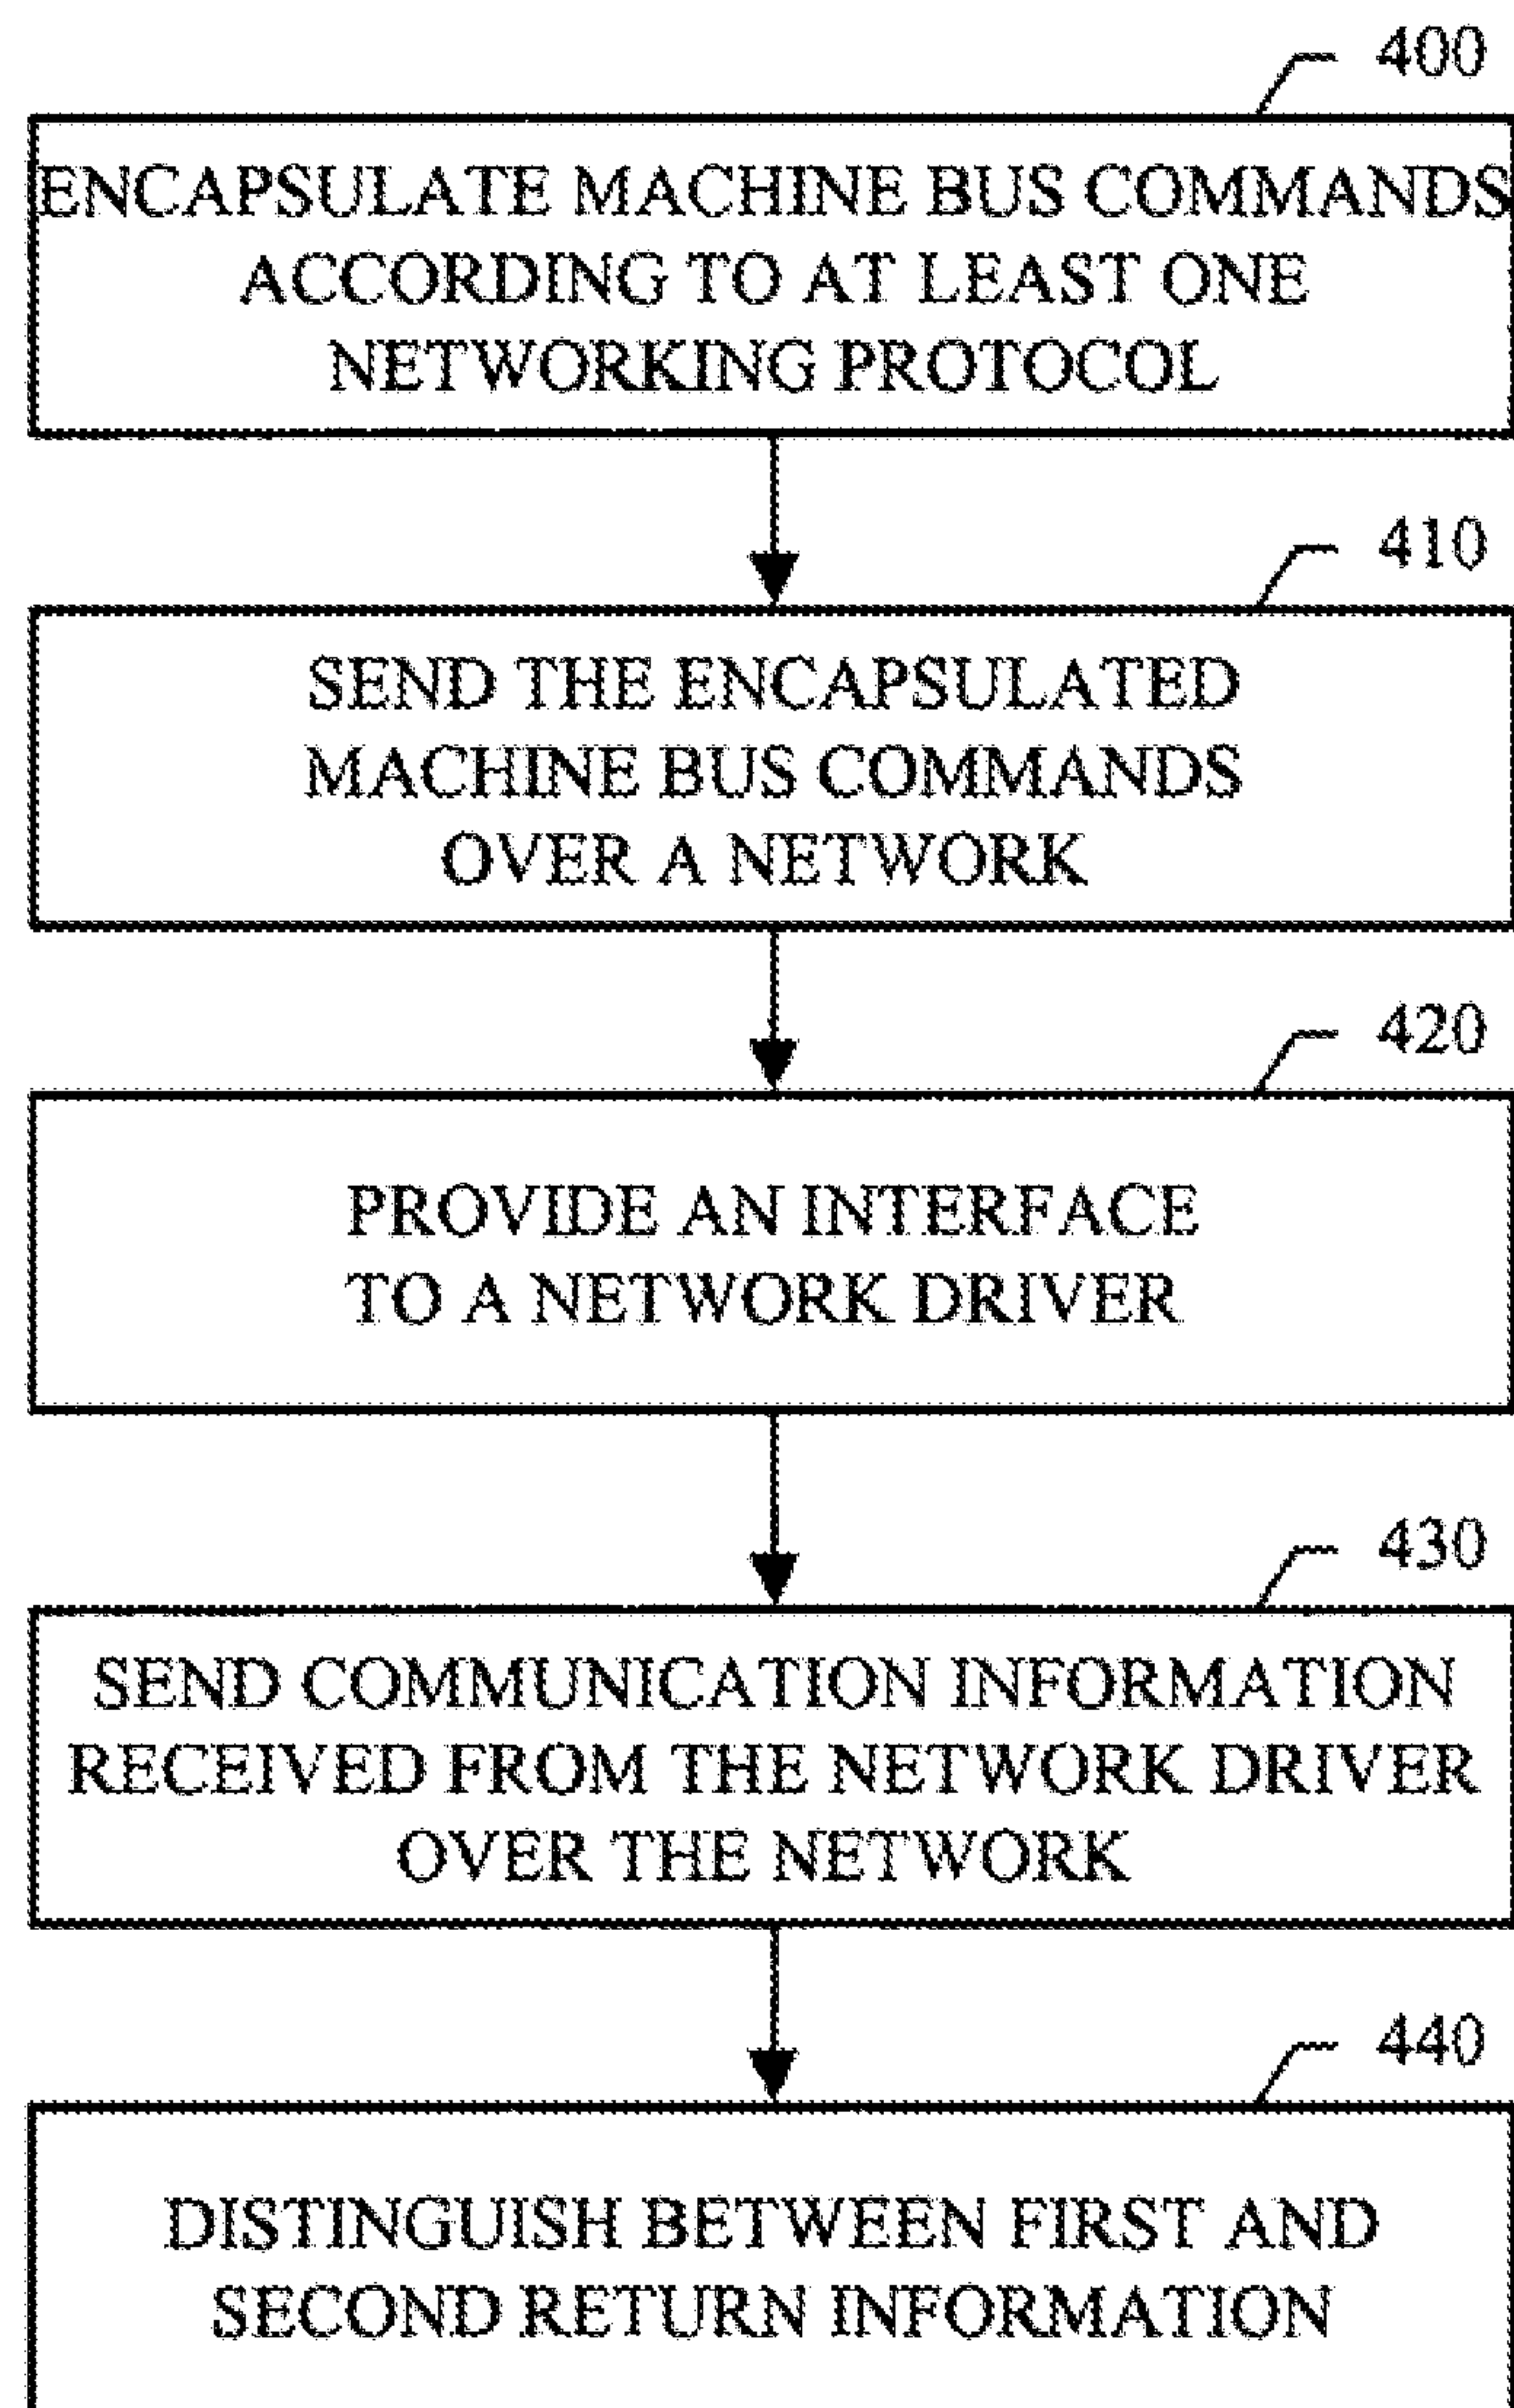 400
ENCAPSULATE MACHINE BUS COMMANDS
ACCORDING TO AT LEAST ONE
NETWORKING PROTOCOL
410
SEND THE ENCAPSULATED
MACHINE BUS COMMANDS
OVER A NETWORK
420
PROVIDE AN INTERFACE
TO A NETWORK DRIVER
430
SEND COMMUNICATION INFORMATION
RECEIVED FROM THE NETWORK DRIVER
OVER THE NETWORK
440
DISTINGUISH BETWEEN FIRST AND
SECOND RETURN INFORMATION